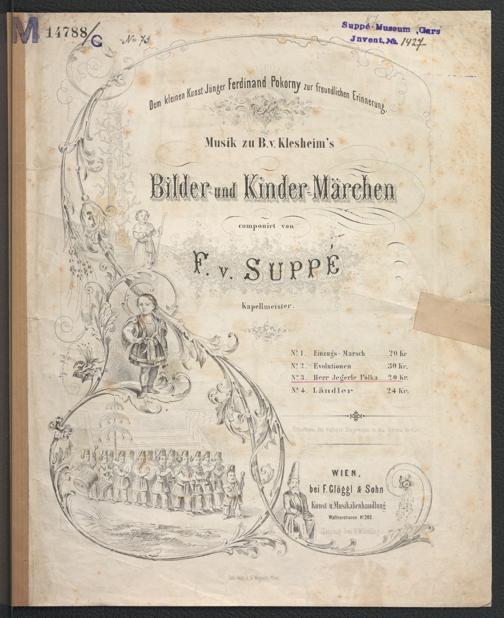 M 14788/C
No 73
Suppé-Museum „Gars"
Jnvent.No. 1427
Dem kleinen Kunst Jünger Ferdinand Pokorny zur freundlichen Erinnerung.
Musik zu B.v. Klesheim's
Bilder- und Kinder-Märchen
componirt von
F. v. SUPPÉ
Kapellmeister.
No 1. Einzugs-Marsch 20 Kr
No 2. Evolutionen 30 Kr.
No 3. Herr Jegerle Polka 20 Kr.
No 4. Ländler 24 Kr.
WIEN,
bei F. Glöggl & Sohn
Kunst u. Musikalienhandlung